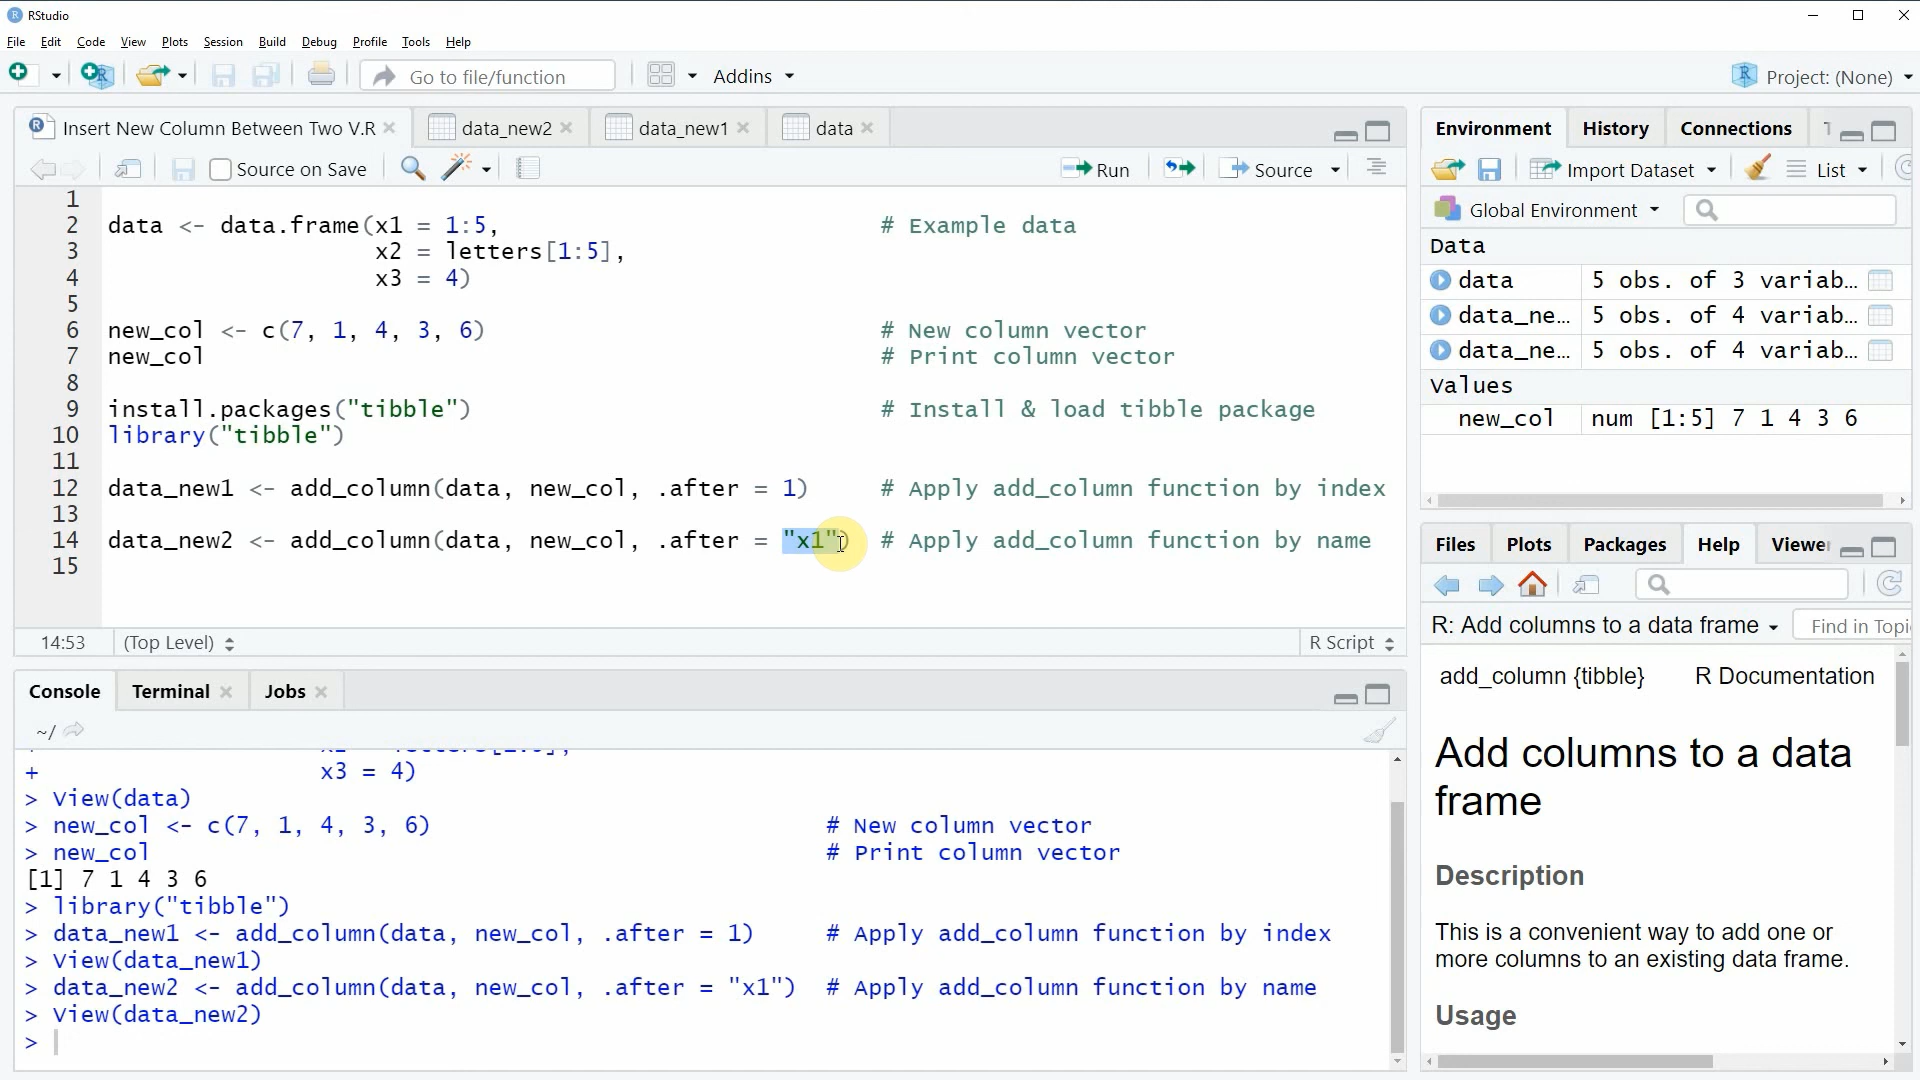 RStudio
File Edit Code View Plots Session Build Debug Profile Tools Help
Go to file/function Addins Project: (None)
Insert New Column Between Two V.R data_new2 data_new1 data
Source on Save Run Source
1
2 data <- data.frame(x1 = 1:5, # Example data
3 x2 = letters[1:5],
4 x3 = 4)
5
6 new_col <- c(7, 1, 4, 3, 6) # New column vector
7 new_col # Print column vector
8
9 install.packages("tibble") # Install & load tibble package
10 library("tibble")
11
12 data_new1 <- add_column(data, new_col, .after = 1) # Apply add_column function by index
13
14 data_new2 <- add_column(data, new_col, .after = "x1") # Apply add_column function by name
15
14:53 (Top Level) R Script
Console Terminal Jobs
~/
+ x3 = 4)
> View(data)
> new_col <- c(7, 1, 4, 3, 6) # New column vector
> new_col # Print column vector
[1] 7 1 4 3 6
> library("tibble")
> data_new1 <- add_column(data, new_col, .after = 1) # Apply add_column function by index
> View(data_new1)
> data_new2 <- add_column(data, new_col, .after = "x1") # Apply add_column function by name
> View(data_new2)
>
Environment History Connections
Import Dataset List
Global Environment
Data
data 5 obs. of 3 variab...
data_ne... 5 obs. of 4 variab...
data_ne... 5 obs. of 4 variab...
Values
new_col num [1:5] 7 1 4 3 6
Files Plots Packages Help Viewer
R: Add columns to a data frame Find in Topi
add_column {tibble} R Documentation
Add columns to a data
frame
Description
This is a convenient way to add one or
more columns to an existing data frame.
Usage